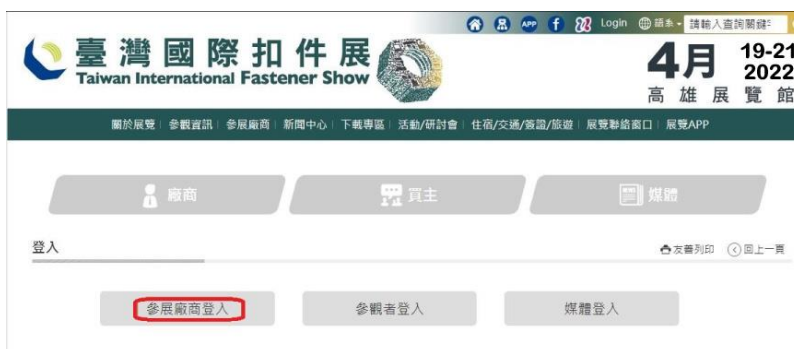 APP Login 語系 請輸入查詢關鍵
臺灣國際扣件展
Taiwan International Fastener Show
4月 19-21 2022
高雄展覽館
關於展覽 參觀資訊 參展廠商 新聞中心 下載專區 活動/研討會 住宿/交通/簽證/旅遊 展覽聯絡窗口 展覽APP
廠商 買主 媒體
登入 友善列印 回上一頁
參展廠商登入 參觀者登入 媒體登入